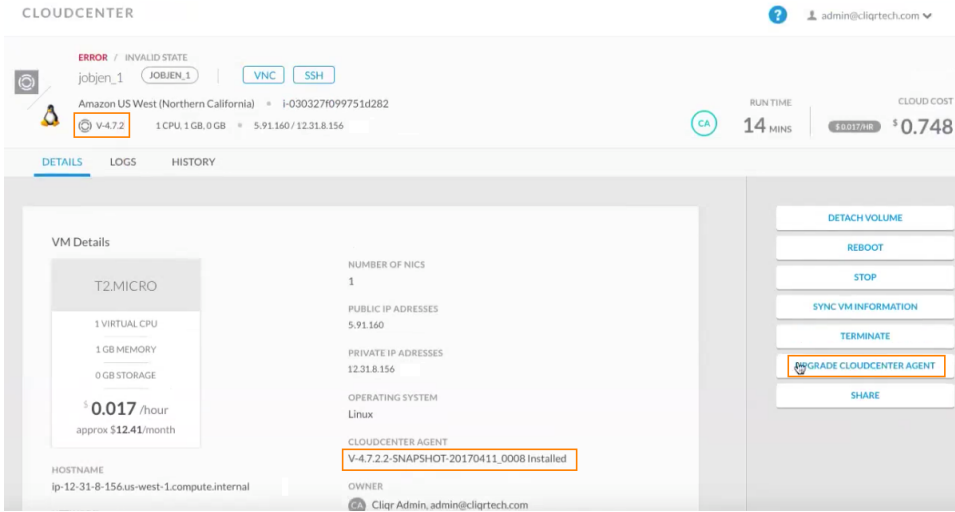 CLOUDCENTER
? admin@cliqrtech.com
ERROR / INVALID STATE
jobjen_1 JOBJEN_1 VNC SSH
Amazon US West (Northern California) i-030327f099751d282
V-4.7.2 1 CPU, 1 GB, 0 GB 5.91.160 / 12.31.8.156
CA
RUN TIME
14 MINS
CLOUD COST
$0.017/HR $0.748
DETAILS LOGS HISTORY
VM Details
T2.MICRO
1 VIRTUAL CPU
1 GB MEMORY
0 GB STORAGE
$0.017 /hour
approx $12.41/month
HOSTNAME
ip-12-31-8-156.us-west-1.compute.internal
NUMBER OF NICS
1
PUBLIC IP ADRESSES
5.91.160
PRIVATE IP ADRESSES
12.31.8.156
OPERATING SYSTEM
Linux
CLOUDCENTER AGENT
V-4.7.2.2-SNAPSHOT-20170411_0008 Installed
OWNER
CA Cliqr Admin, admin@cliqrtech.com
DETACH VOLUME
REBOOT
STOP
SYNC VM INFORMATION
TERMINATE
UPGRADE CLOUDCENTER AGENT
SHARE